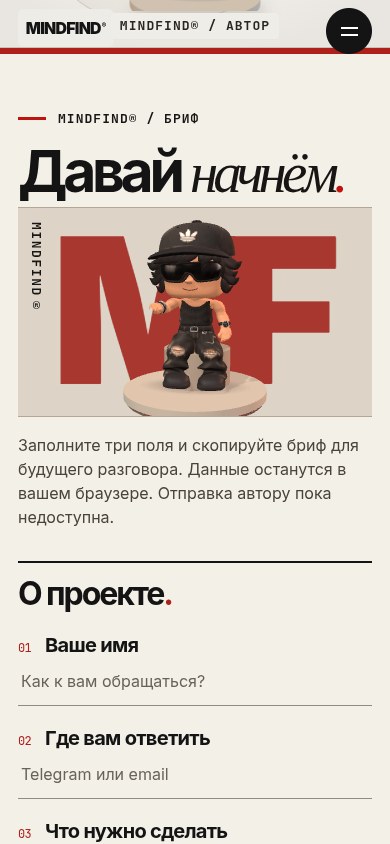 MINDFIND® MINDFIND® / АВТОР
MINDFIND® / БРИФ
Давай начнём.
MINDFIND ®
MF
Заполните три поля и скопируйте бриф для
будущего разговора. Данные останутся в
вашем браузере. Отправка автору пока
недоступна.
О проекте.
01 Ваше имя
Как к вам обращаться?
02 Где вам ответить
Telegram или email
03 Что нужно сделать